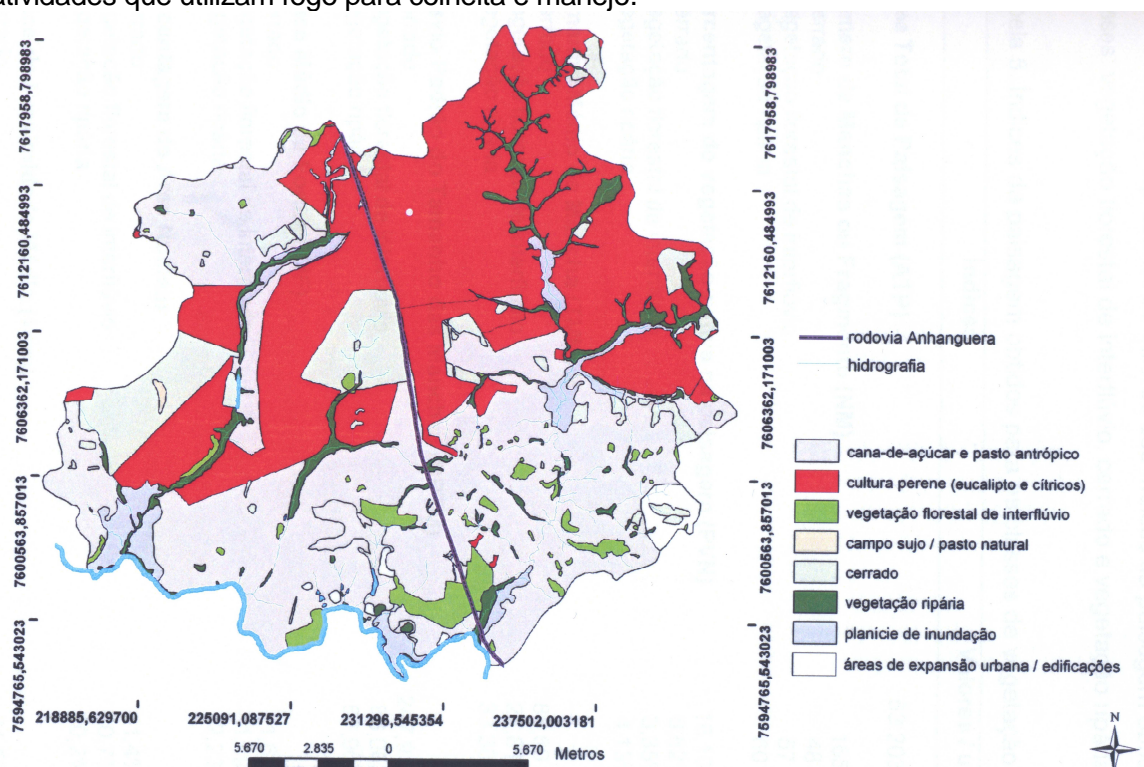 atividades que utilizam fogo para colheita e manejo.
7617958,798983
7612160,484993
7606362,171003
7600563,857013
7594765,543023
7617958,798983
7612160,484993
7606362,171003
7600563,857013
7594765,543023
rodovia Anhanguera
hidrografia
cana-de-açúcar e pasto antrópico
cultura perene (eucalipto e cítricos)
vegetação florestal de interflúvio
campo sujo / pasto natural
cerrado
vegetação ripária
planície de inundação
áreas de expansão urbana / edificações
218885,629700 225091,087527 231296,545354 237502,003181
5.670 2.835 0 5.670 Metros
N